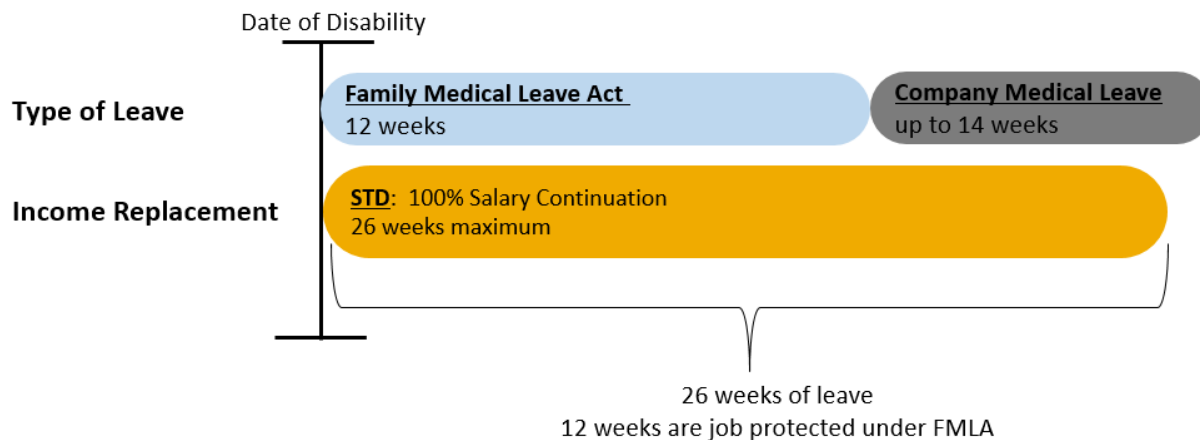 Date of Disability
Type of Leave
Family Medical Leave Act
12 weeks
Company Medical Leave
up to 14 weeks
Income Replacement
STD: 100% Salary Continuation
26 weeks maximum
26 weeks of leave
12 weeks are job protected under FMLA